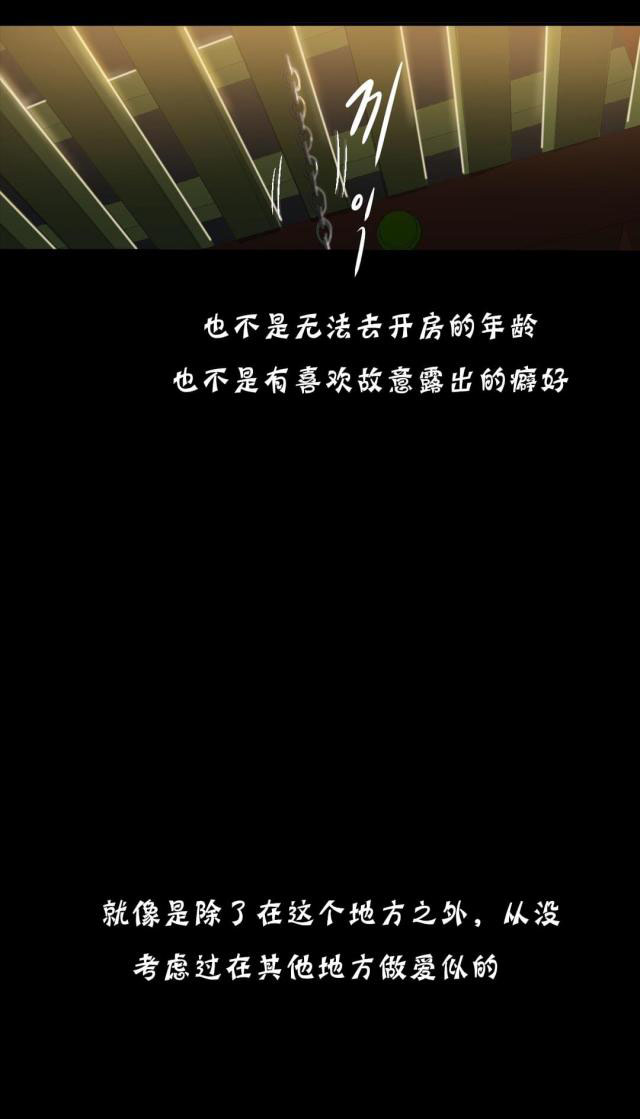 끼
이
也不是无法去开房的年龄
也不是有喜欢故意露出的癖好
就像是除了在这个地方之外，从没
考虑过在其他地方做爱似的